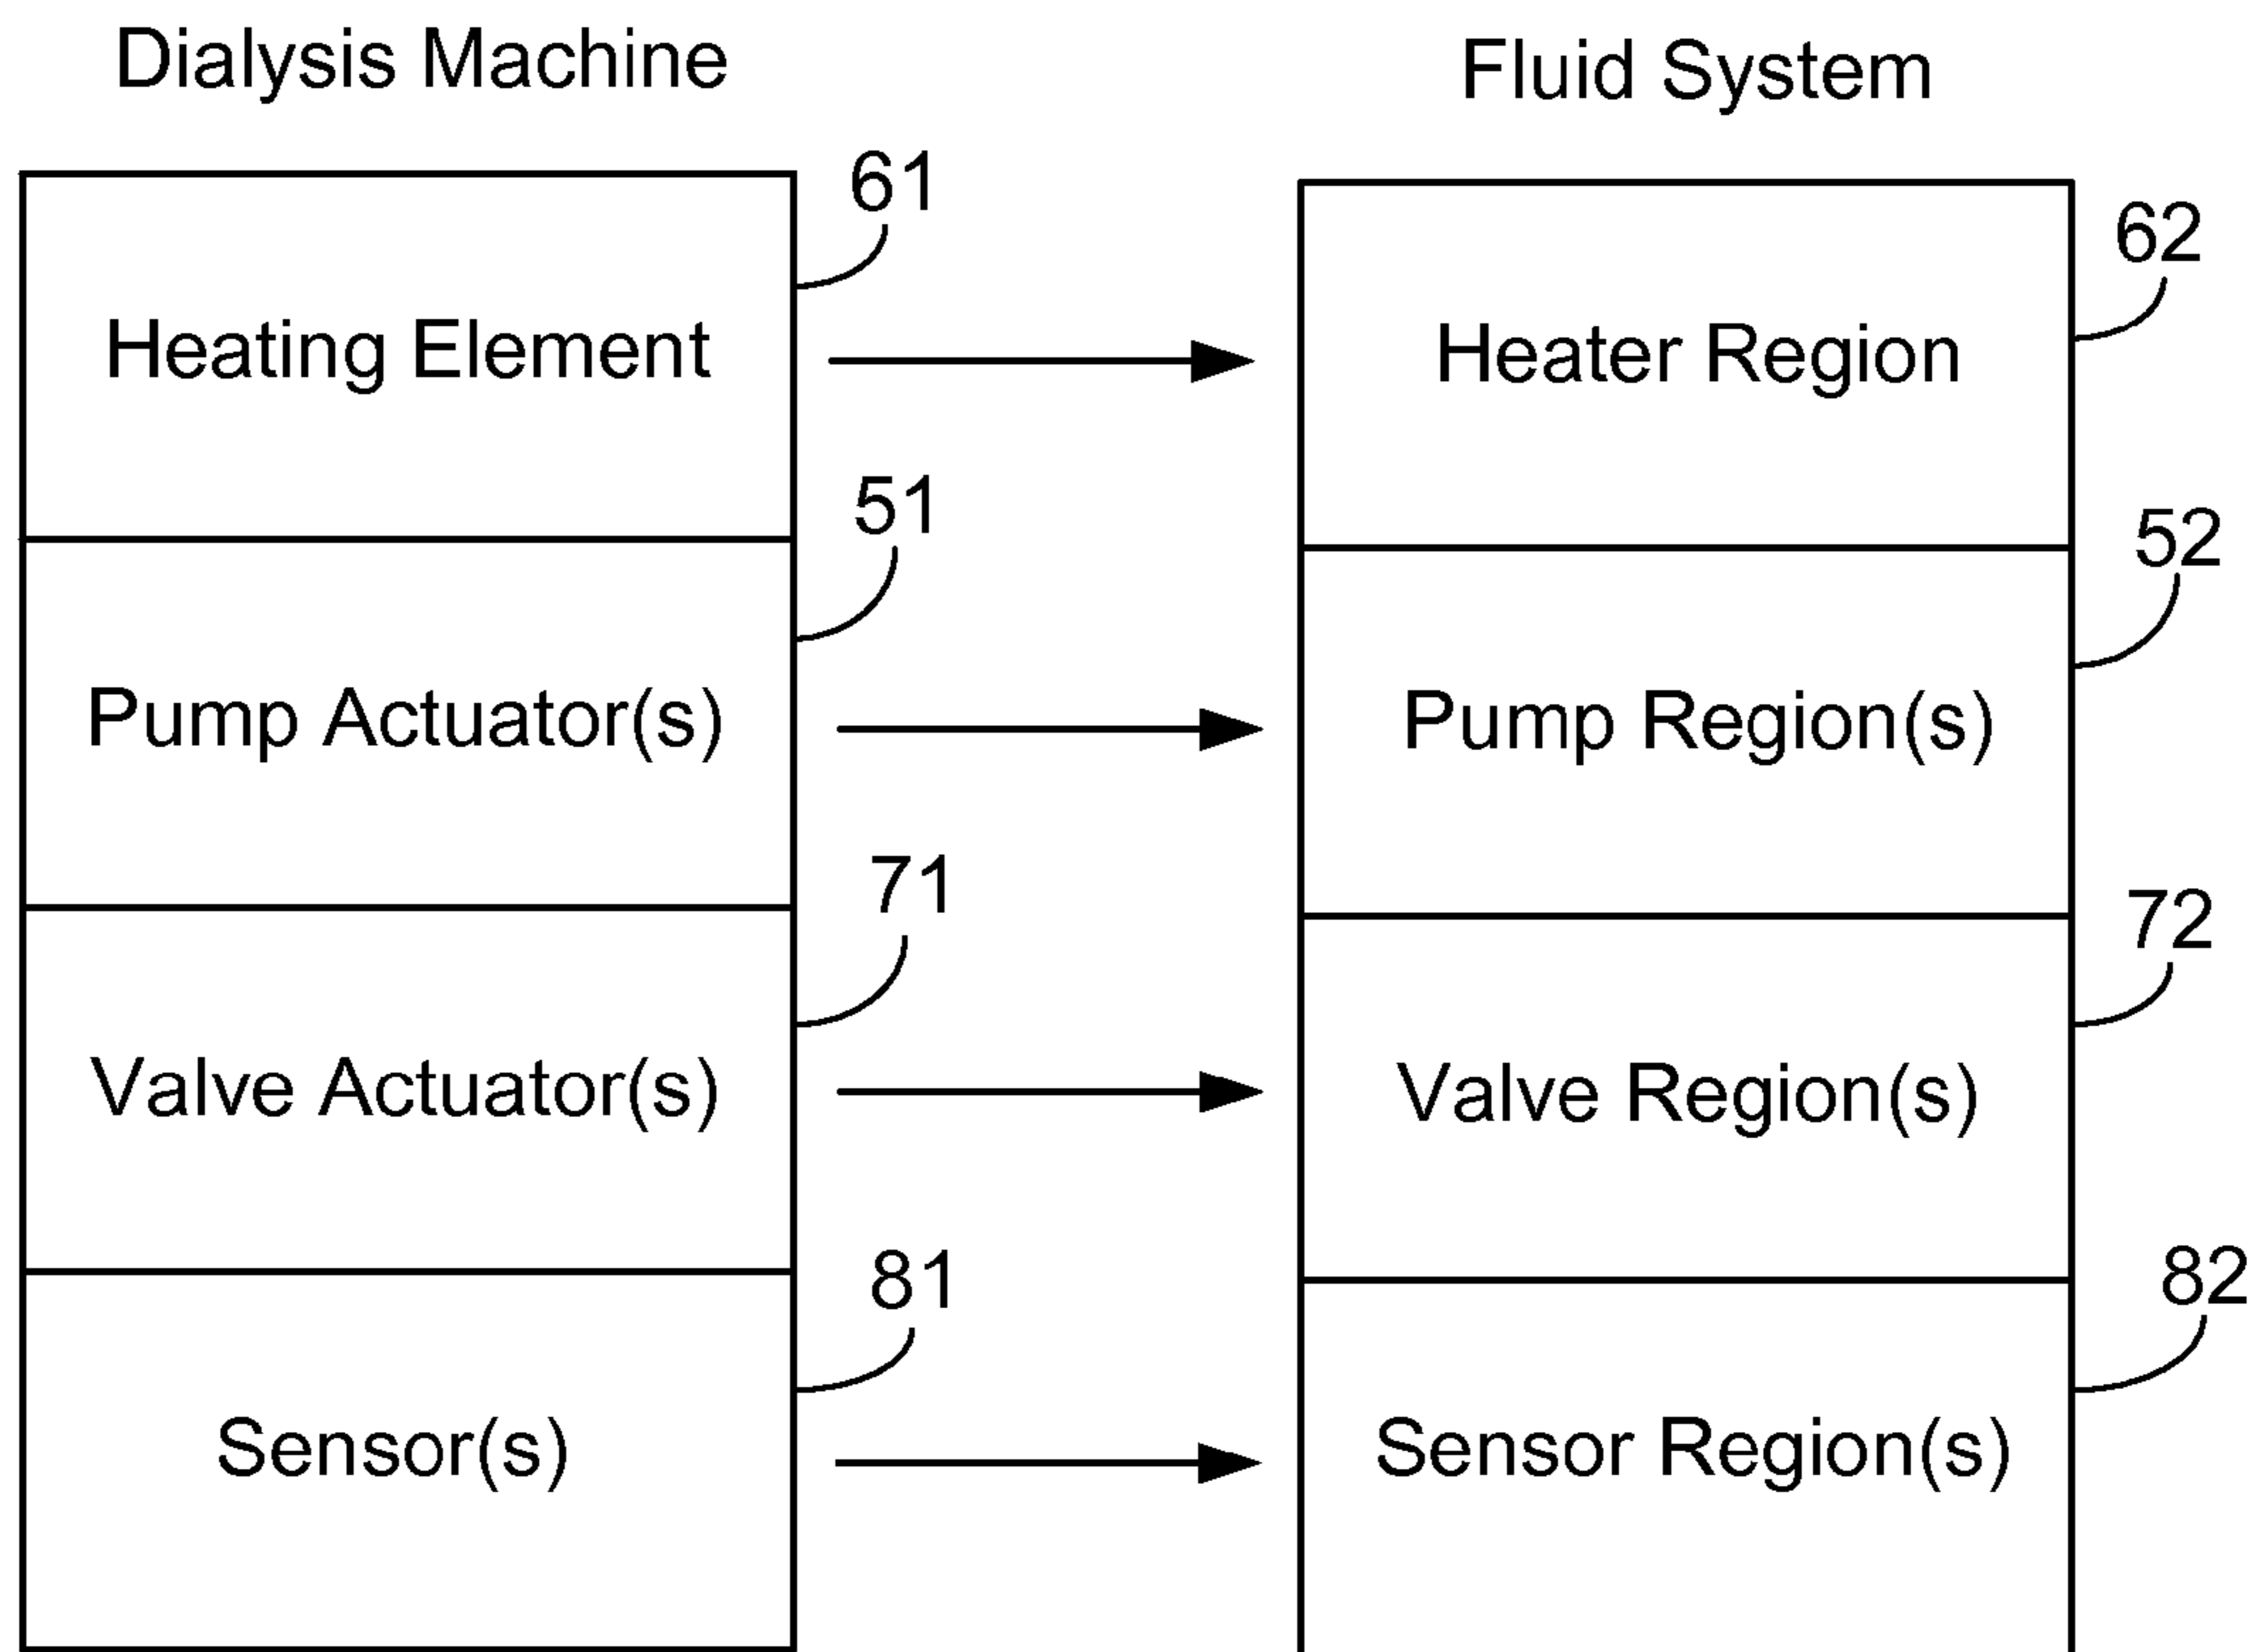 Dialysis Machine
Fluid System
61
62
Heating Element
Heater Region
51
52
Pump Actuator(s)
Pump Region(s)
71
72
Valve Actuator(s)
Valve Region(s)
81
82
Sensor(s)
Sensor Region(s)